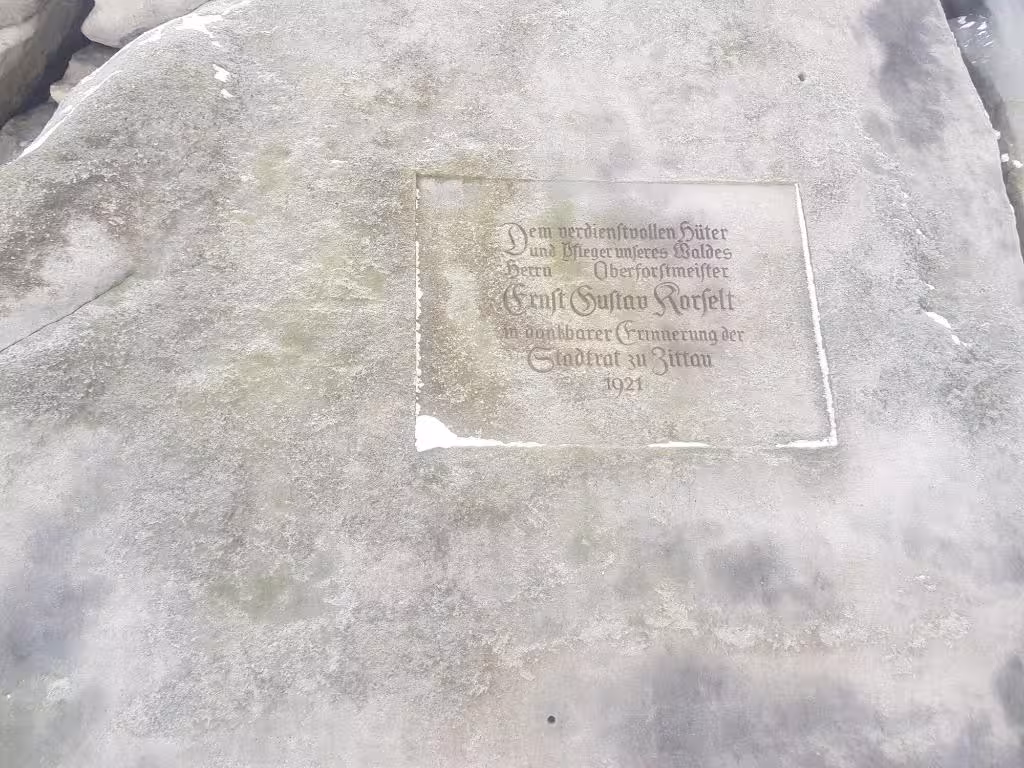 Dem verdienstvollen Hüter
und Pfleger unseres Waldes
Herrn Oberforstmeister
Ernst Gustav Korselt
in dankbarer Erinnerung der
Stadtrat zu Zittau
1921